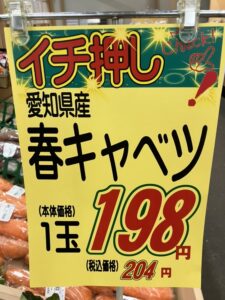 イチ押し
愛知県産
春キャベツ
(本体価格)
1玉 198円
(税込価格) 204円